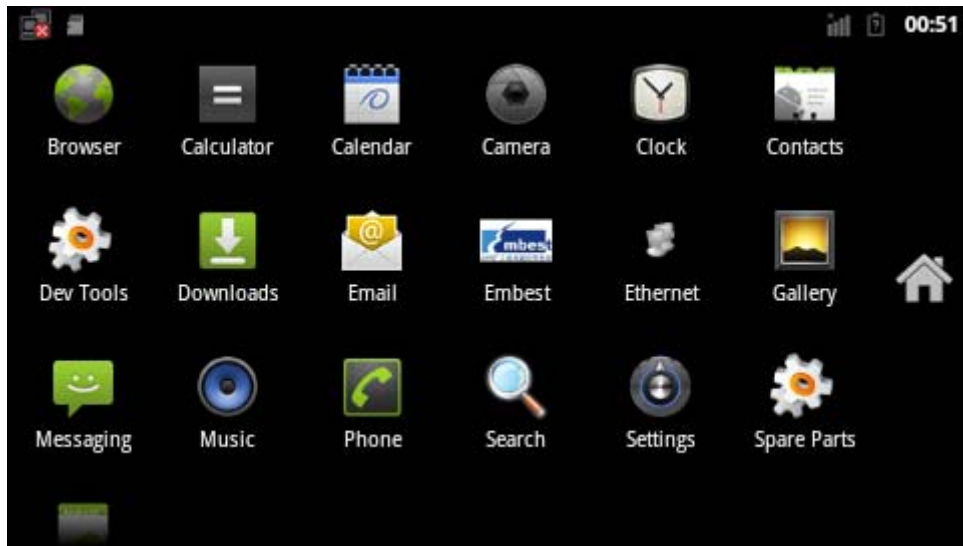 00:51
Browser Calculator Calendar Camera Clock Contacts
@
mbest
Dev Tools Downloads Email Embest Ethernet Gallery
Messaging Music Phone Search Settings Spare Parts